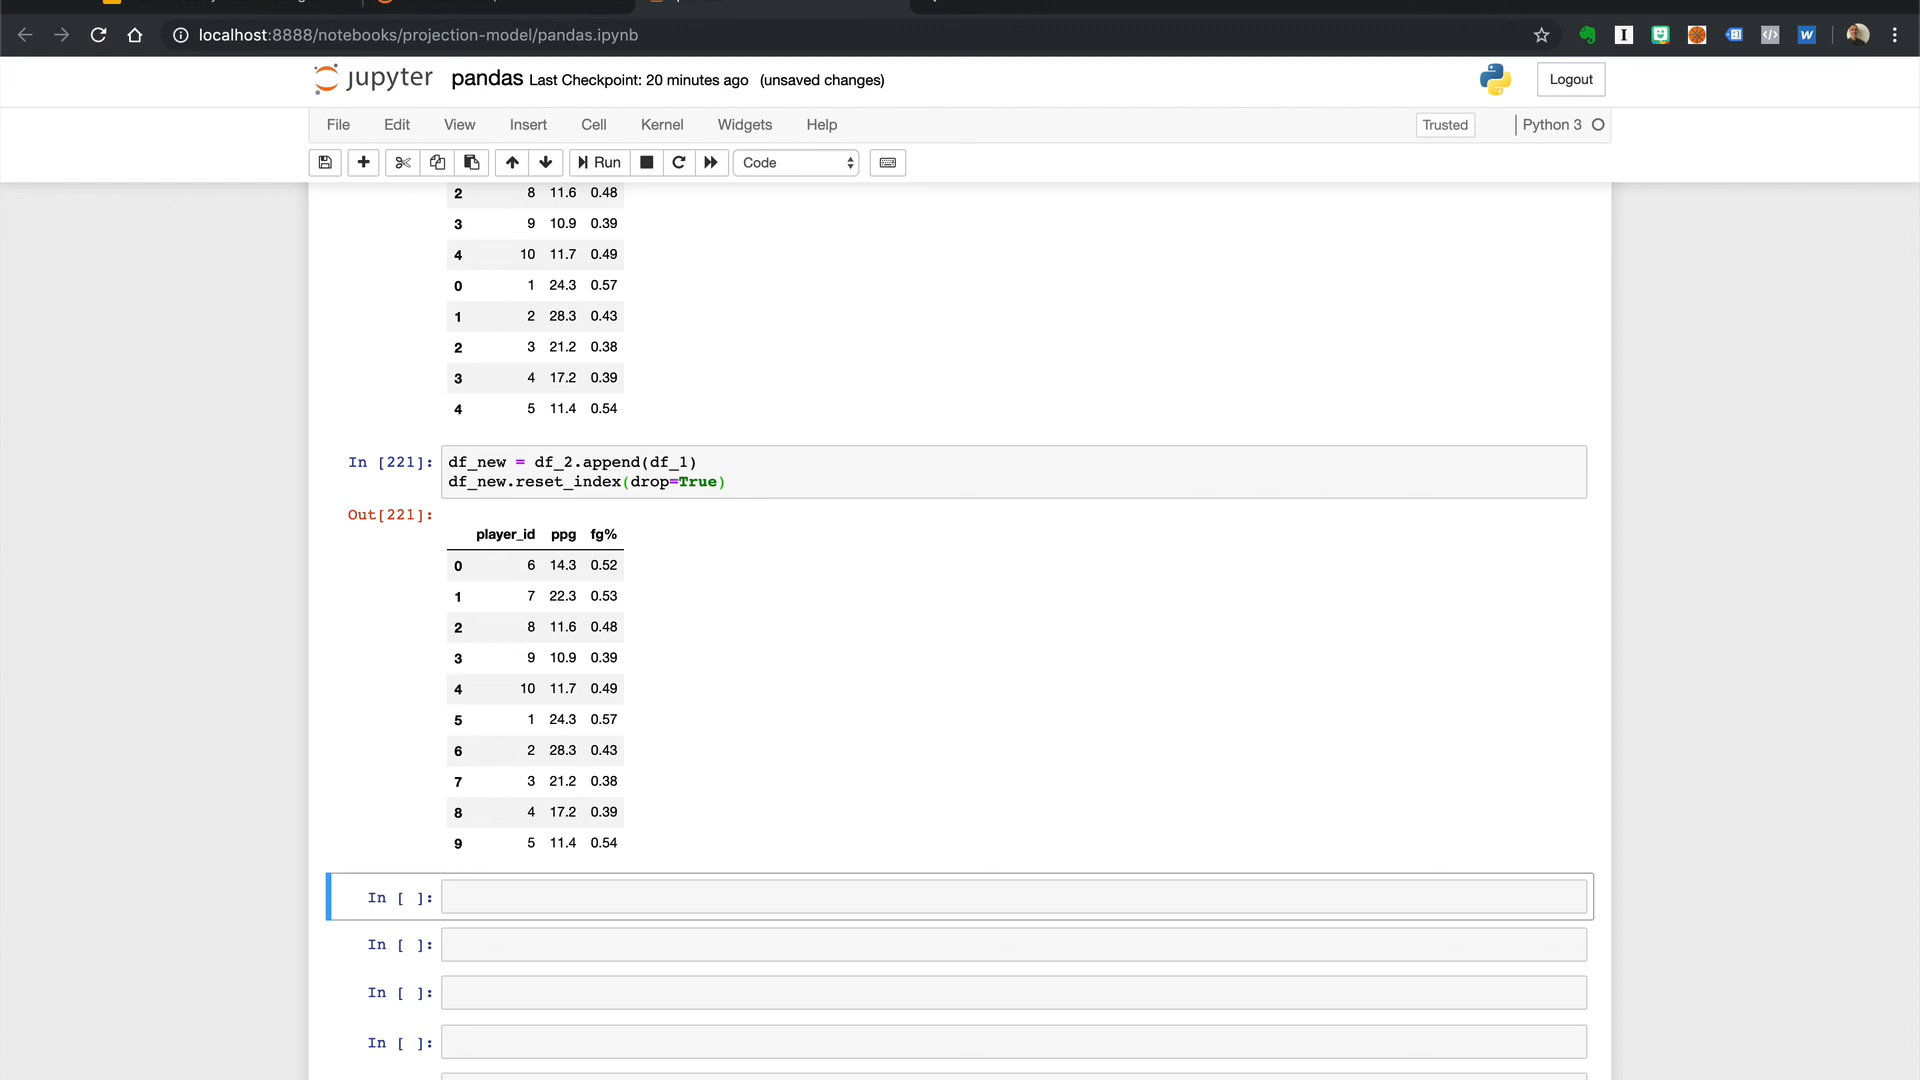 localhost:8888/notebooks/projection-model/pandas.ipynb
jupyter pandas Last Checkpoint: 20 minutes ago (unsaved changes)
Logout
File Edit View Insert Cell Kernel Widgets Help
Trusted
Python 3
Run
Code
2 8 11.6 0.48
3 9 10.9 0.39
4 10 11.7 0.49
0 1 24.3 0.57
1 2 28.3 0.43
2 3 21.2 0.38
3 4 17.2 0.39
4 5 11.4 0.54
In [221]: df_new = df_2.append(df_1)
df_new.reset_index(drop=True)
Out[221]:
player_id ppg fg%
0 6 14.3 0.52
1 7 22.3 0.53
2 8 11.6 0.48
3 9 10.9 0.39
4 10 11.7 0.49
5 1 24.3 0.57
6 2 28.3 0.43
7 3 21.2 0.38
8 4 17.2 0.39
9 5 11.4 0.54
In [ ]:
In [ ]:
In [ ]:
In [ ]: